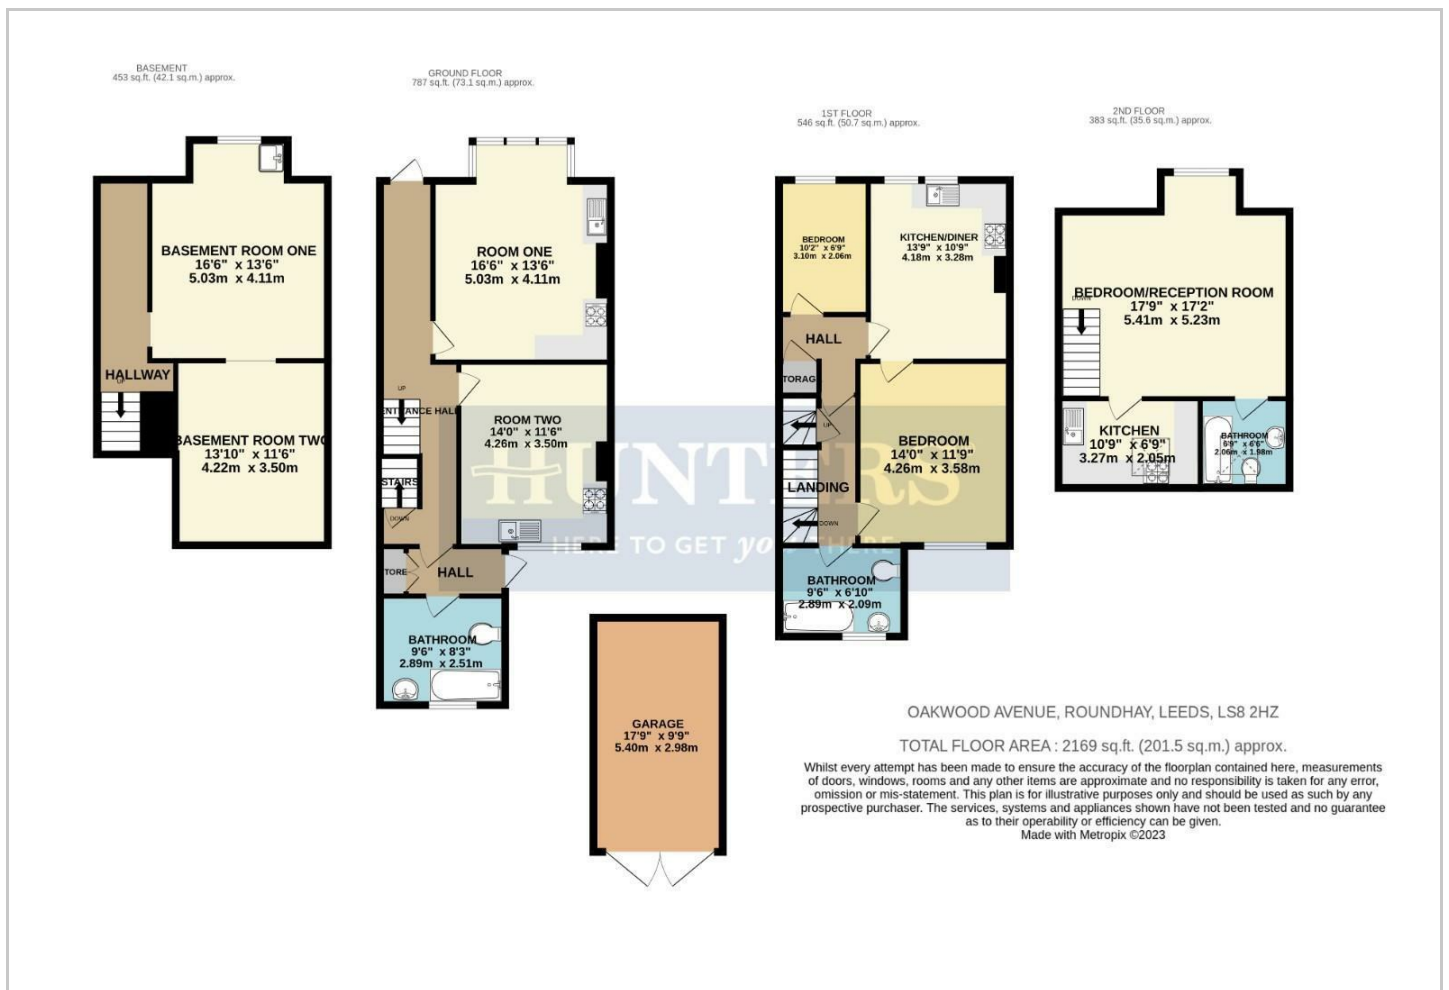 BASEMENT
453 sq.ft. (42.1 sq.m.) approx.
GROUND FLOOR
787 sq.ft. (73.1 sq.m.) approx.
1ST FLOOR
546 sq.ft. (50.7 sq.m.) approx.
2ND FLOOR
383 sq.ft. (35.6 sq.m.) approx.
BASEMENT ROOM ONE
16'6" x 13'6"
5.03m x 4.11m
HALLWAY
UP
BASEMENT ROOM TWO
13'10" x 11'6"
4.22m x 3.50m
ROOM ONE
16'6" x 13'6"
5.03m x 4.11m
UP
ENTRANCE HALL
ROOM TWO
14'0" x 11'6"
4.26m x 3.50m
STAIRS
DOWN
TORE
HALL
BATHROOM
9'6" x 8'3"
2.89m x 2.51m
GARAGE
17'9" x 9'9"
5.40m x 2.98m
BEDROOM
10'2" x 6'9"
3.10m x 2.06m
KITCHEN/DINER
13'9" x 10'9"
4.18m x 3.28m
HALL
TORAG
UP
BEDROOM
14'0" x 11'9"
4.26m x 3.58m
LANDING
DOWN
BATHROOM
9'6" x 6'10"
2.89m x 2.09m
BEDROOM/RECEPTION ROOM
17'9" x 17'2"
5.41m x 5.23m
DOWN
KITCHEN
10'9" x 6'9"
3.27m x 2.05m
BATHROOM
6'9" x 6'6"
2.06m x 1.98m
HUNTERS
HERE TO GET you THERE
OAKWOOD AVENUE, ROUNDHAY, LEEDS, LS8 2HZ
TOTAL FLOOR AREA : 2169 sq.ft. (201.5 sq.m.) approx.
Whilst every attempt has been made to ensure the accuracy of the floorplan contained here, measurements
of doors, windows, rooms and any other items are approximate and no responsibility is taken for any error,
omission or mis-statement. This plan is for illustrative purposes only and should be used as such by any
prospective purchaser. The services, systems and appliances shown have not been tested and no guarantee
as to their operability or efficiency can be given.
Made with Metropix ©2023